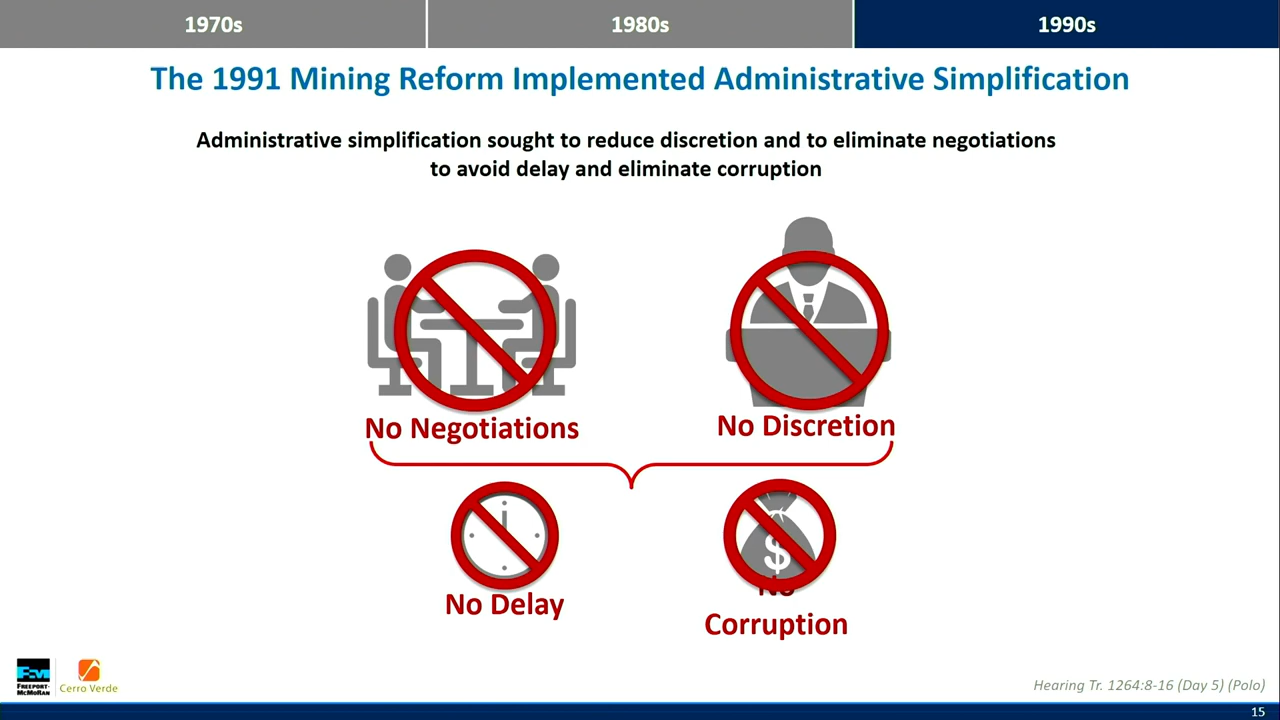 1970s
1980s
1990s
The 1991 Mining Reform Implemented Administrative Simplification
Administrative simplification sought to reduce discretion and to eliminate negotiations
to avoid delay and eliminate corruption
No Negotiations
No Discretion
$
No Delay
No
Corruption
FCX
FREEPORT-
McMoRAN
Cerro Verde
Hearing Tr. 1264:8-16 (Day 5) (Polo)
15